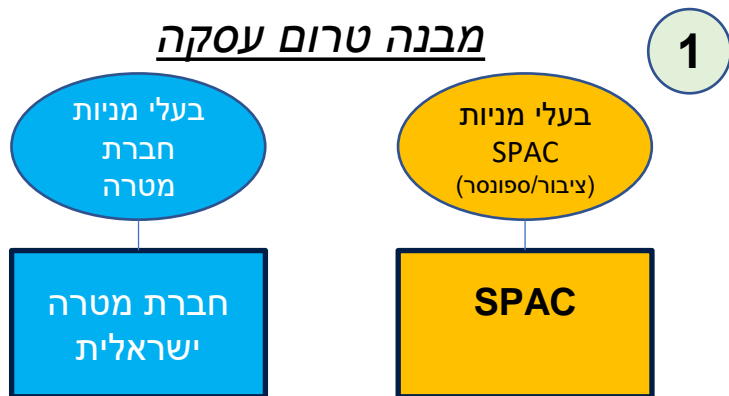 מבנה טרום עסקה
1
בעלי מניות
SPAC
(ציבור/ספונסר)
בעלי מניות
חברת
מטרה
SPAC
חברת מטרה
ישראלית